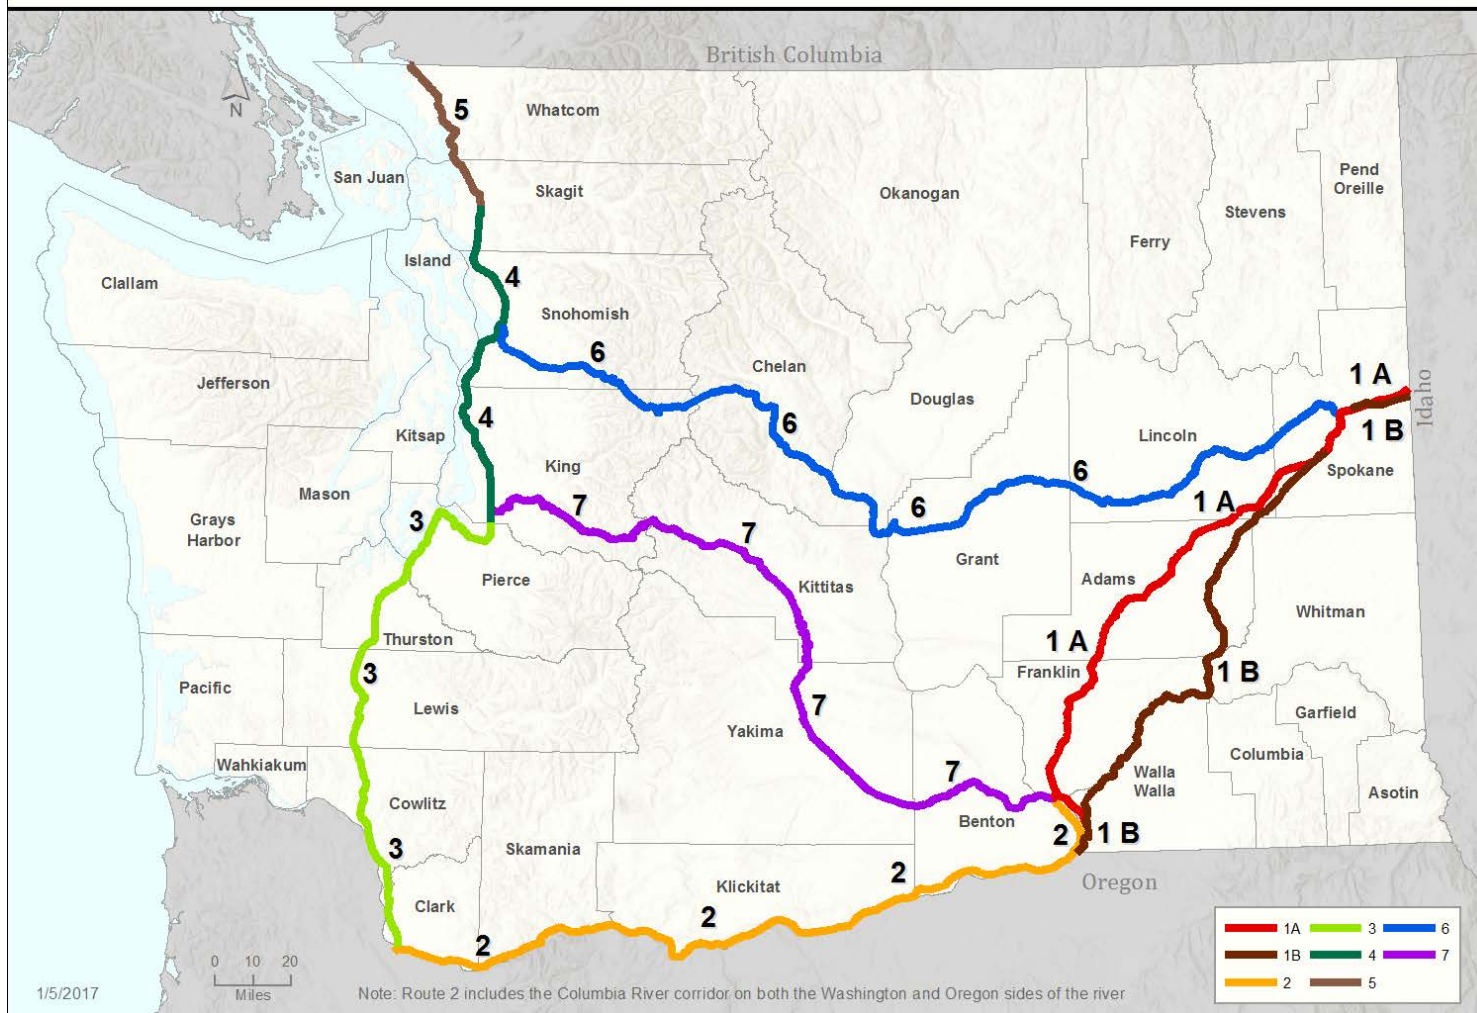 British Columbia
N
5
Whatcom
San Juan
Skagit
Okanogan
Pend
Oreille
Stevens
Ferry
Island
Clallam
4
Snohomish
6
Chelan
Jefferson
Douglas
1 A
Idaho
6
4
Kitsap
Lincoln
1 B
King
Spokane
Mason
7
6
6
1 A
Grays
Harbor
3
7
Grant
Pierce
Kittitas
Adams
Whitman
Thurston
1 A
3
Franklin
1 B
Pacific
Lewis
7
Yakima
Garfield
Wahkiakum
Columbia
7
Walla
Walla
Cowlitz
Asotin
Benton
2
1 B
3
Skamania
2
Klickitat
Oregon
Clark
2
2
1A
3
6
1B
4
7
2
5
0 10 20
Miles
1/5/2017
Note: Route 2 includes the Columbia River corridor on both the Washington and Oregon sides of the river